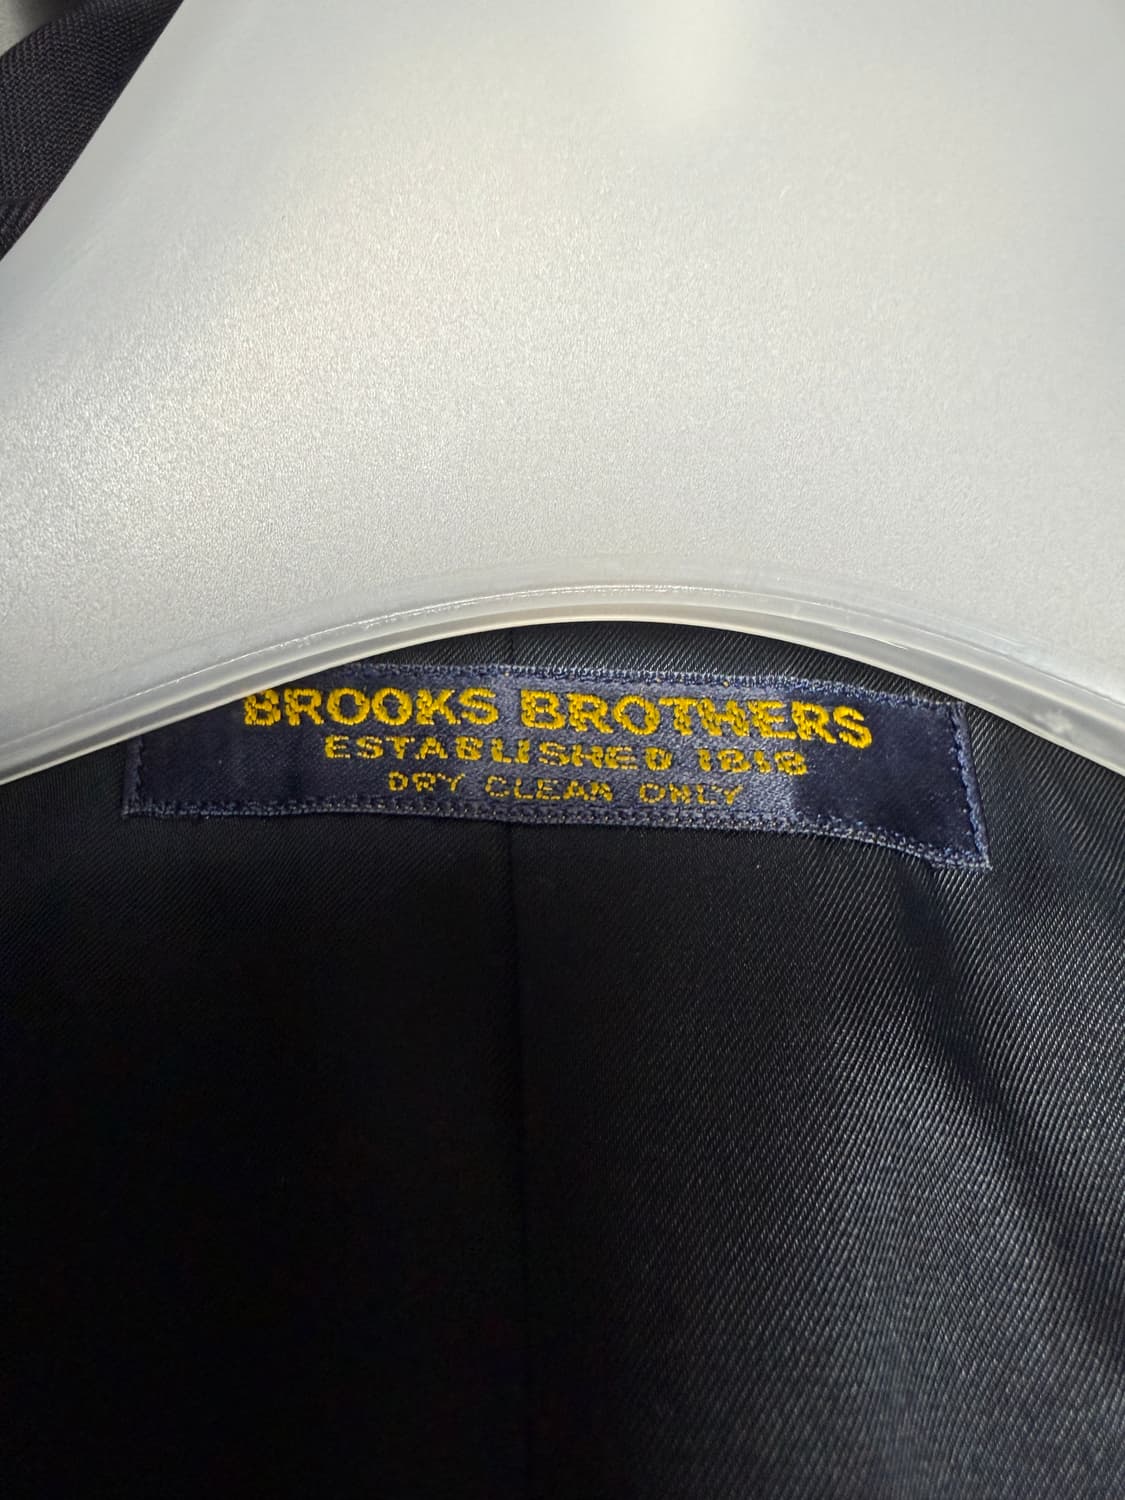 BROOKS BROTHERS
ESTABLISHED 1818
DRY CLEAN ONLY